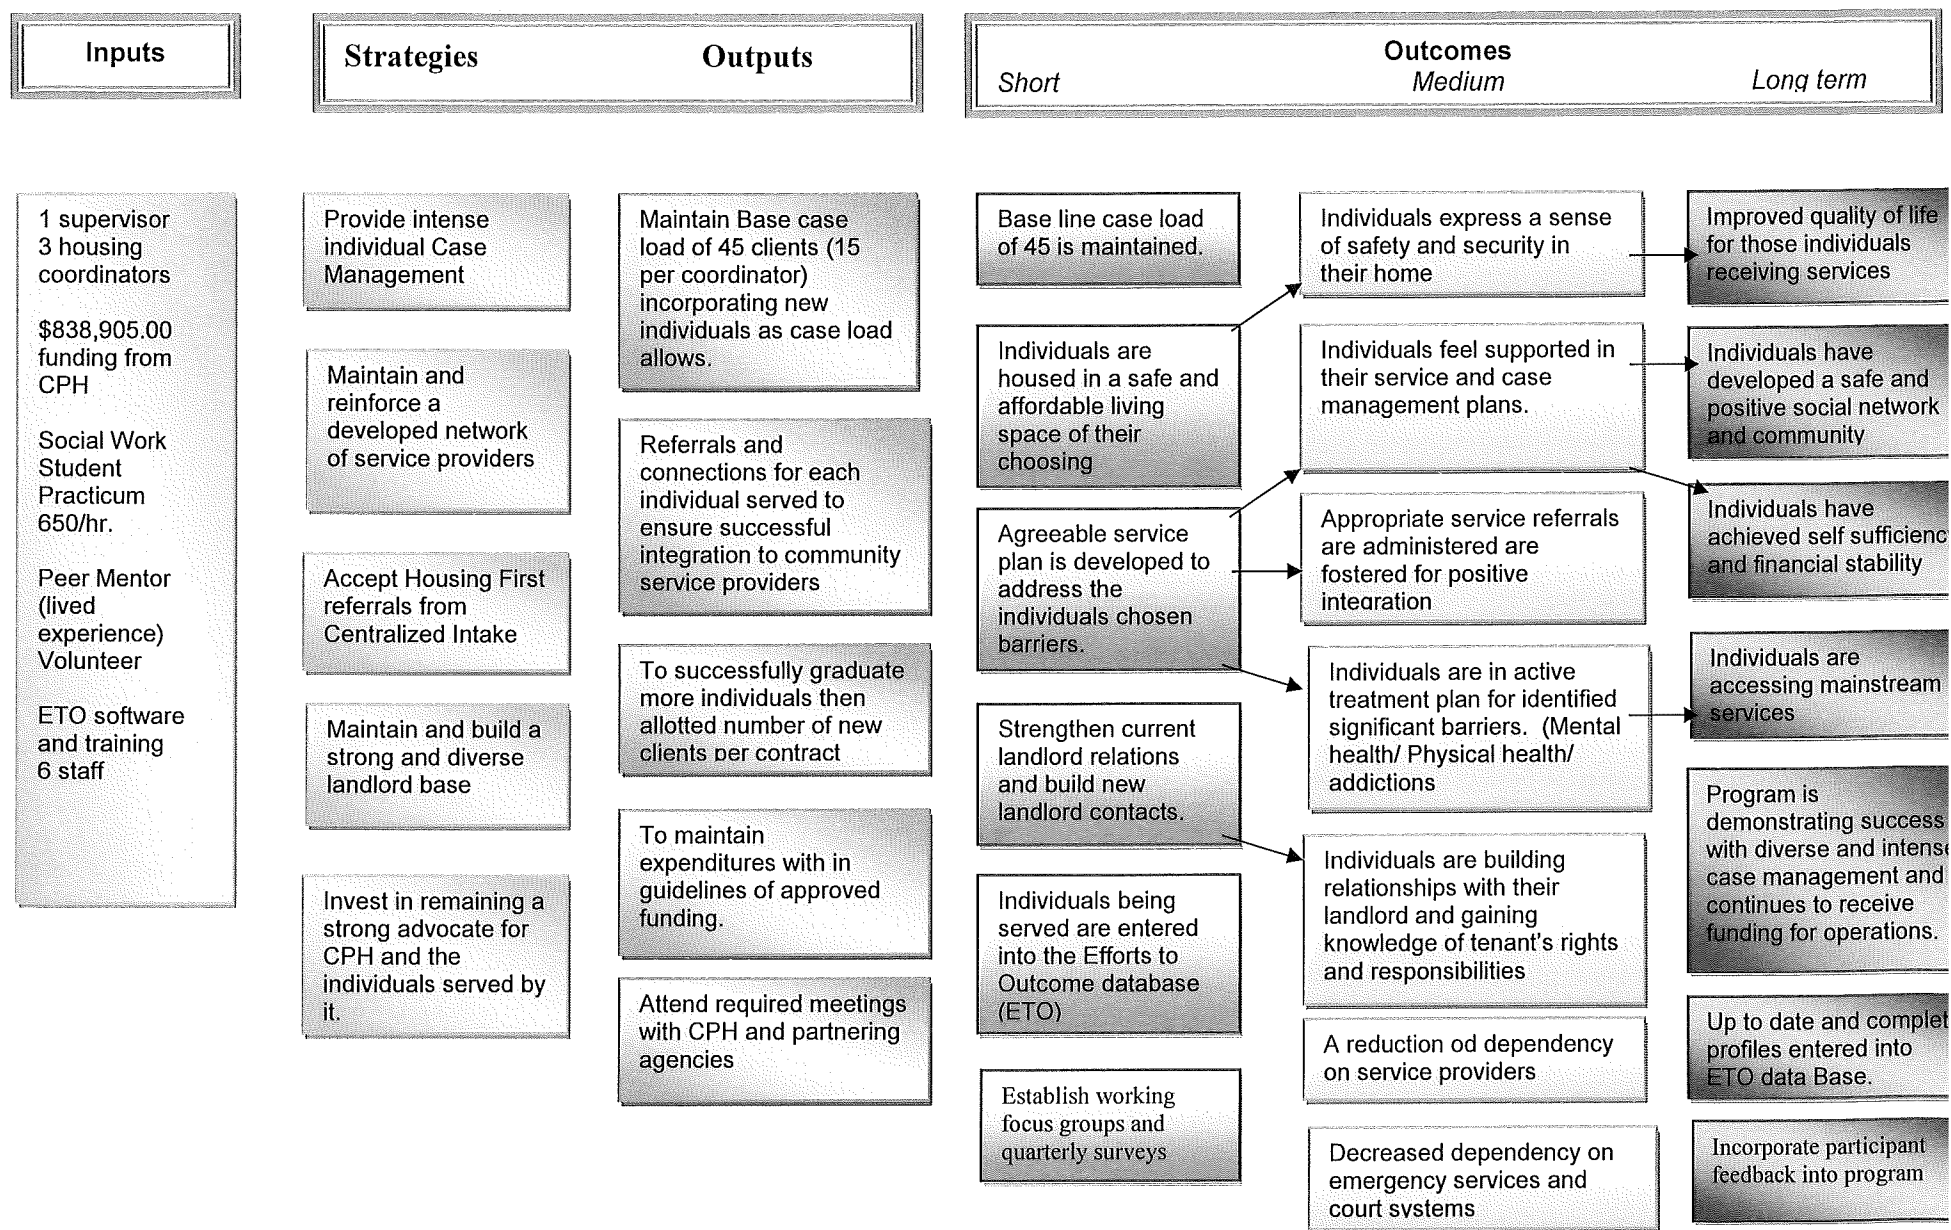 Inputs
Strategies
Outputs
Outcomes
Short
Medium
Long term
1 supervisor
3 housing
coordinators
$838,905.00
funding from
CPH
Social Work
Student
Practicum
650/hr.
Peer Mentor
(lived
experience)
Volunteer
ETO software
and training
6 staff
Provide intense
individual Case
Management
Maintain and
reinforce a
developed network
of service providers
Accept Housing First
referrals from
Centralized Intake
Maintain and build a
strong and diverse
landlord base
Invest in remaining a
strong advocate for
CPH and the
individuals served by
it.
Maintain Base case
load of 45 clients (15
per coordinator)
incorporating new
individuals as case load
allows.
Referrals and
connections for each
individual served to
ensure successful
integration to community
service providers
To successfully graduate
more individuals then
allotted number of new
clients per contract
To maintain
expenditures with in
guidelines of approved
funding.
Attend required meetings
with CPH and partnering
agencies
Base line case load
of 45 is maintained.
Individuals are
housed in a safe and
affordable living
space of their
choosing
Agreeable service
plan is developed to
address the
individuals chosen
barriers.
Strengthen current
landlord relations
and build new
landlord contacts.
Individuals being
served are entered
into the Efforts to
Outcome database
(ETO)
Establish working
focus groups and
quarterly surveys
Individuals express a sense
of safety and security in
their home
Individuals feel supported in
their service and case
management plans.
Appropriate service referrals
are administered are
fostered for positive
integration
Individuals are in active
treatment plan for identified
significant barriers. (Mental
health/ Physical health/
addictions
Individuals are building
relationships with their
landlord and gaining
knowledge of tenant's rights
and responsibilities
A reduction od dependency
on service providers
Decreased dependency on
emergency services and
court systems
Improved quality of life
for those individuals
receiving services
Individuals have
developed a safe and
positive social network
and community
Individuals have
achieved self sufficienc
and financial stability
Individuals are
accessing mainstream
services
Program is
demonstrating success
with diverse and intense
case management and
continues to receive
funding for operations.
Up to date and complet
profiles entered into
ETO data Base.
Incorporate participant
feedback into program